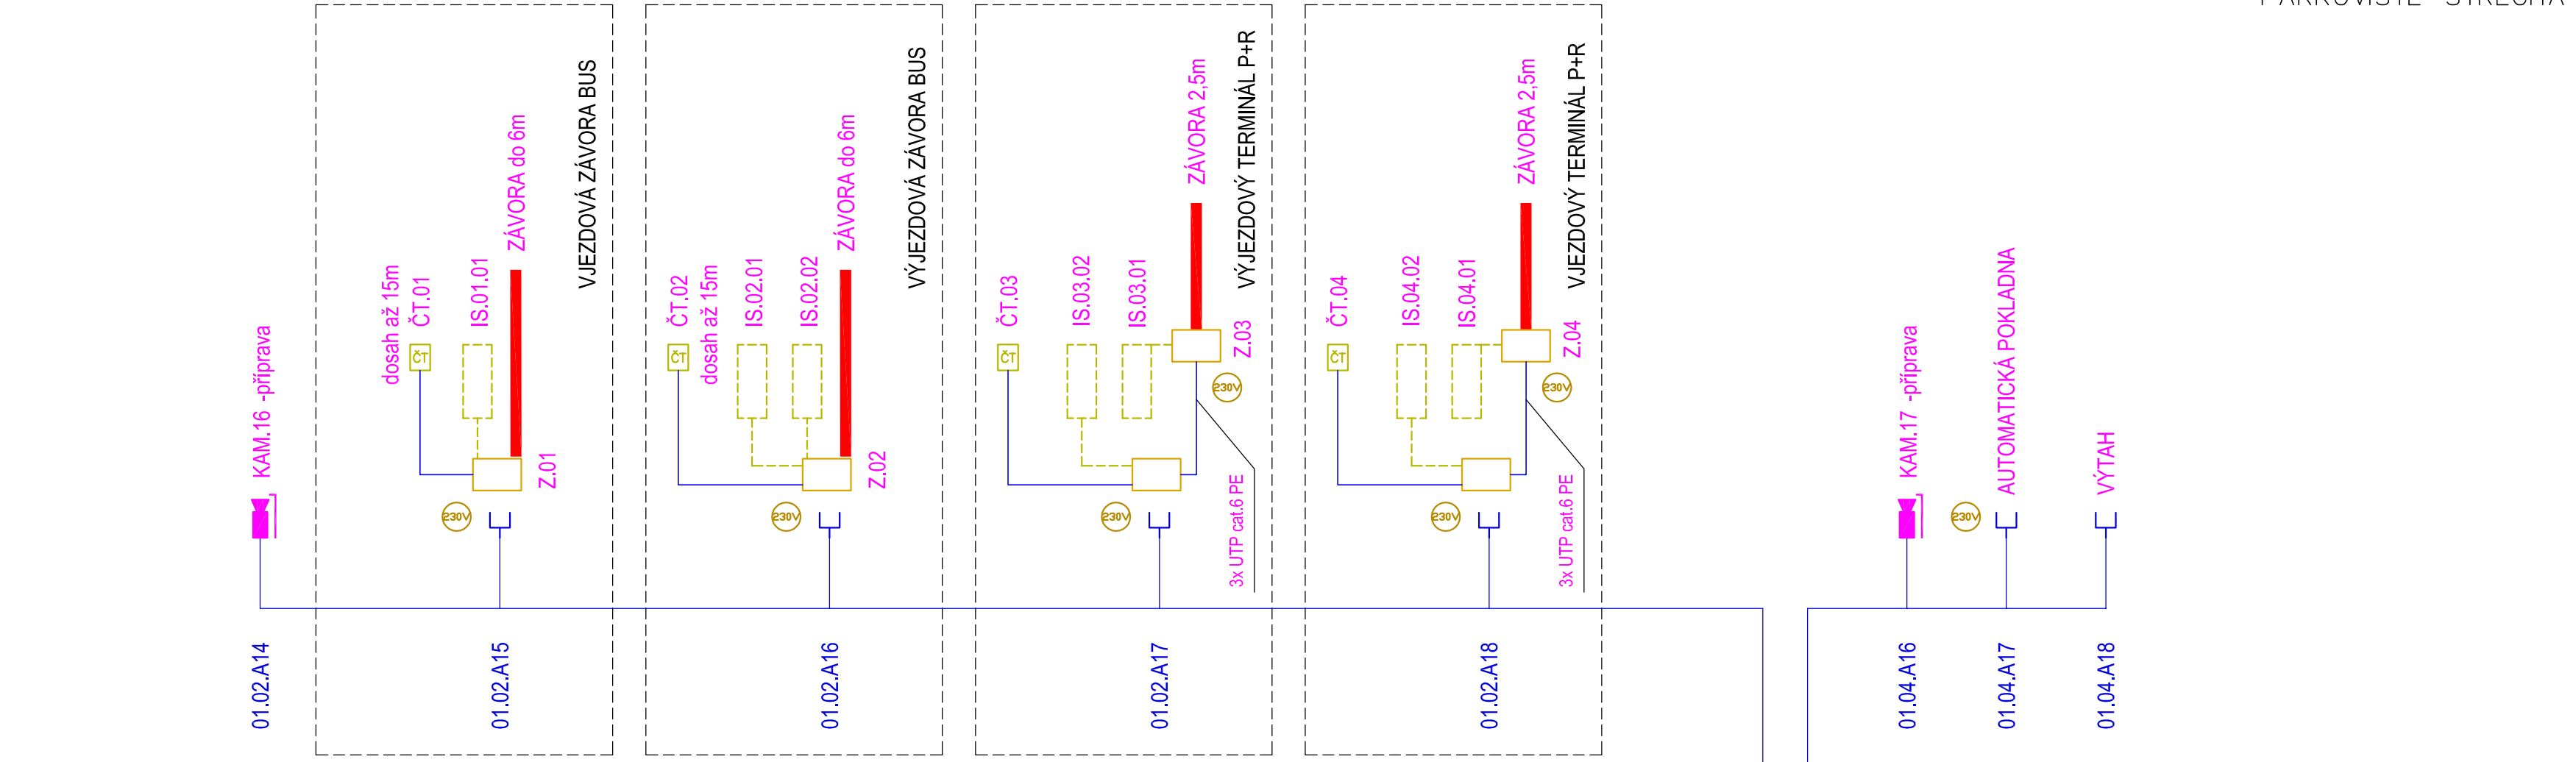 PARKOVIŠTĚ STŘECHA
KAM.16 -příprava
01.02.A14
dosah až 15m
ČT.01
ČT
IS.01.01
ZÁVORA do 6m
VJEZDOVÁ ZÁVORA BUS
Z.01
230V
01.02.A15
ČT.02
dosah až 15m
ČT
IS.02.01
IS.02.02
ZÁVORA do 6m
VÝJEZDOVÁ ZÁVORA BUS
Z.02
230V
01.02.A16
ČT.03
ČT
IS.03.02
IS.03.01
ZÁVORA 2,5m
VÝJEZDOVÝ TERMINÁL P+R
Z.03
230V
230V
3x UTP cat.6 PE
01.02.A17
ČT.04
ČT
IS.04.02
IS.04.01
ZÁVORA 2,5m
VJEZDOVÝ TERMINÁL P+R
Z.04
230V
230V
3x UTP cat.6 PE
01.02.A18
KAM.17 -příprava
01.04.A16
230V
AUTOMATICKÁ POKLADNA
01.04.A17
VÝTAH
01.04.A18